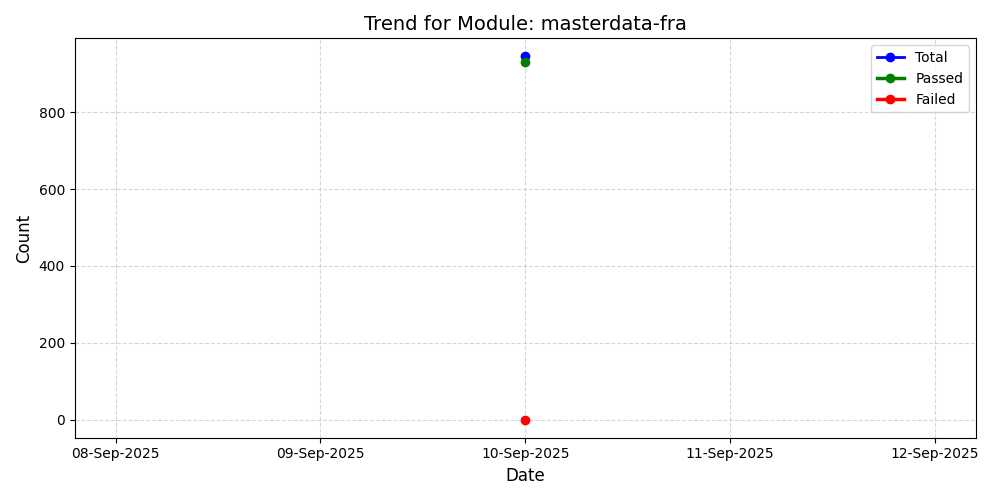 Trend for Module: masterdata-fra
Total
Passed
Failed
800
600
400
200
0
Count
08-Sep-2025
09-Sep-2025
10-Sep-2025
11-Sep-2025
12-Sep-2025
Date